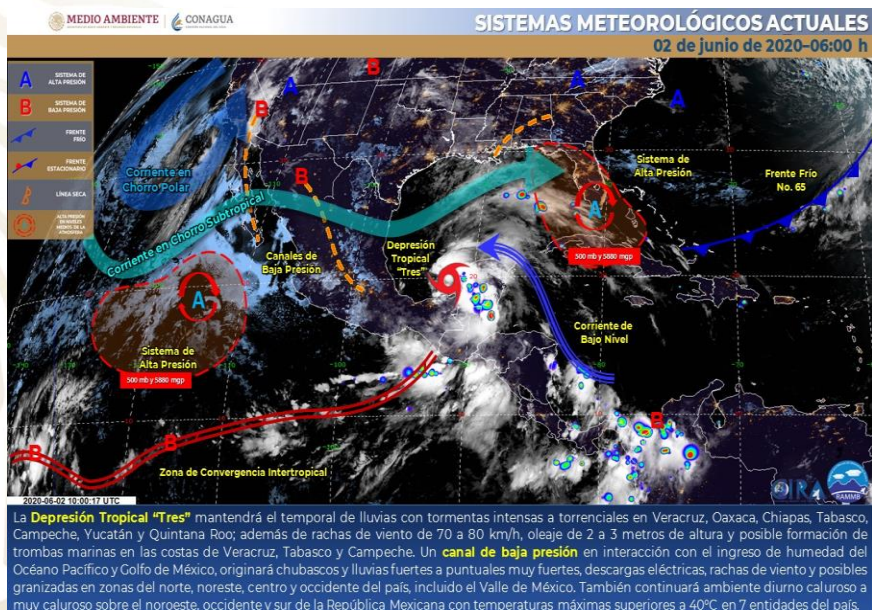 MEDIO AMBIENTE
CONAGUA
SISTEMAS METEOROLÓGICOS ACTUALES
02 de junio de 2020–06:00 h
A SISTEMA DE
ALTA PRESIÓN
B SISTEMA DE
BAJA PRESIÓN
FRENTE
FRÍO
FRENTE
ESTACIONARIO
LÍNEA SECA
ALTA PRESIÓN
EN NIVELES
MEDIOS DE LA
ATMÓSFERA
B
A
A
A
B
B
Corriente en
Chorro Polar
Corriente en Chorro Subtropical
Sistema de
Alta Presión
Frente Frío
No. 65
A
500 mb y 5880 mgp
Canales de
Baja Presión
Depresión
Tropical
"Tres"
A
Sistema de
Alta Presión
500 mb y 5880 mgp
Corriente de
Bajo Nivel
B
B
B
Zona de Convergencia Intertropical
2020-06-02 10:00:17 UTC
CIRA
RAMMB
La Depresión Tropical "Tres" mantendrá el temporal de lluvias con tormentas intensas a torrenciales en Veracruz, Oaxaca, Chiapas, Tabasco,
Campeche, Yucatán y Quintana Roo; además de rachas de viento de 70 a 80 km/h, oleaje de 2 a 3 metros de altura y posible formación de
trombas marinas en las costas de Veracruz, Tabasco y Campeche. Un canal de baja presión en interacción con el ingreso de humedad del
Océano Pacífico y Golfo de México, originará chubascos y lluvias fuertes a puntuales muy fuertes, descargas eléctricas, rachas de viento y posibles
granizadas en zonas del norte, noreste, centro y occidente del país, incluido el Valle de México. También continuará ambiente diurno caluroso a
muy caluroso sobre el noroeste, occidente y sur de la República Mexicana con temperaturas máximas superiores a 40°C en 7 entidades del país.